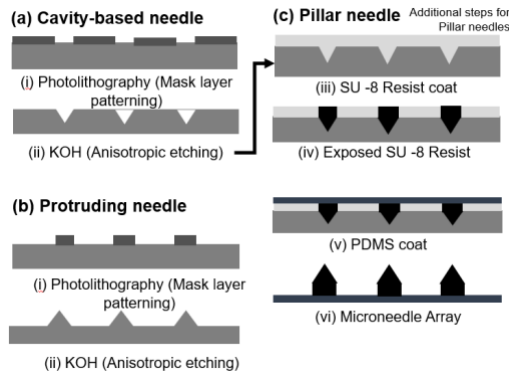 (a) Cavity-based needle
(i) Photolithography (Mask layer
patterning)
(ii) KOH (Anisotropic etching)
(b) Protruding needle
(i) Photolithography (Mask layer
patterning)
(ii) KOH (Anisotropic etching)
(c) Pillar needle
Additional steps for
Pillar needles
(iii) SU -8 Resist coat
(iv) Exposed SU -8 Resist
(v) PDMS coat
(vi) Microneedle Array